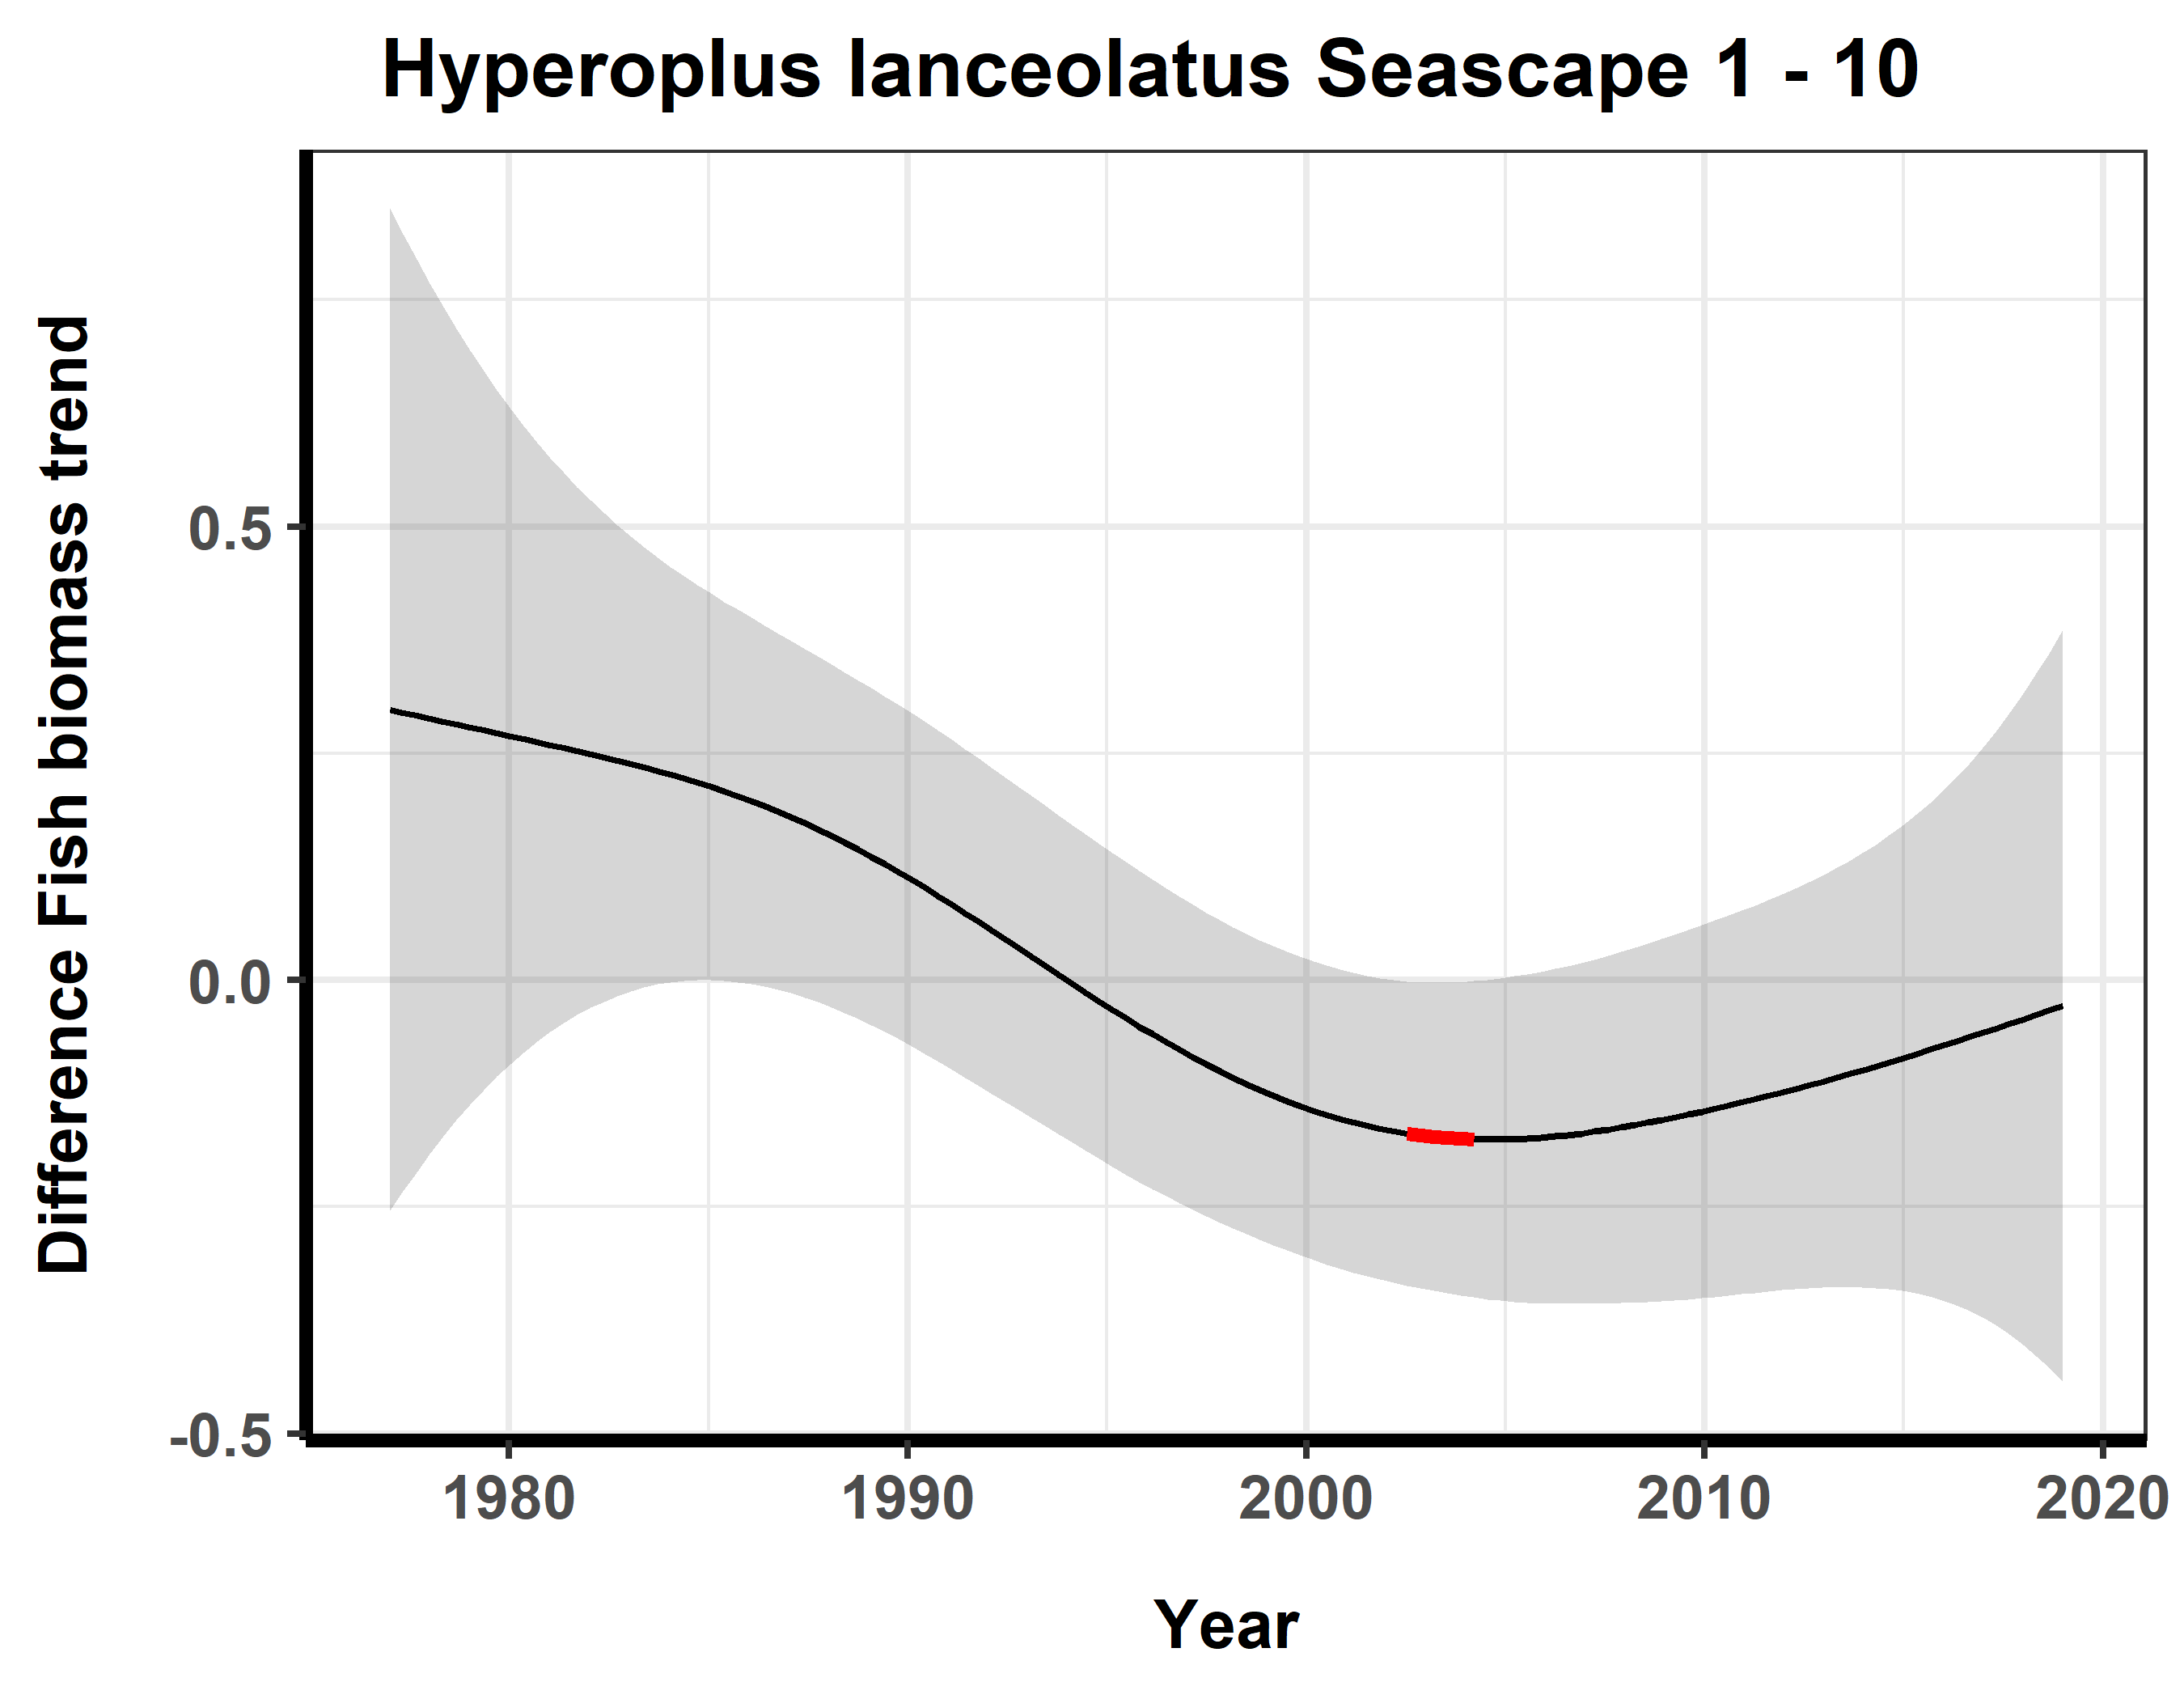 Hyperoplus lanceolatus Seascape 1 - 10
Difference Fish biomass trend
0.5
0.0
-0.5
1980 1990 2000 2010 2020
Year